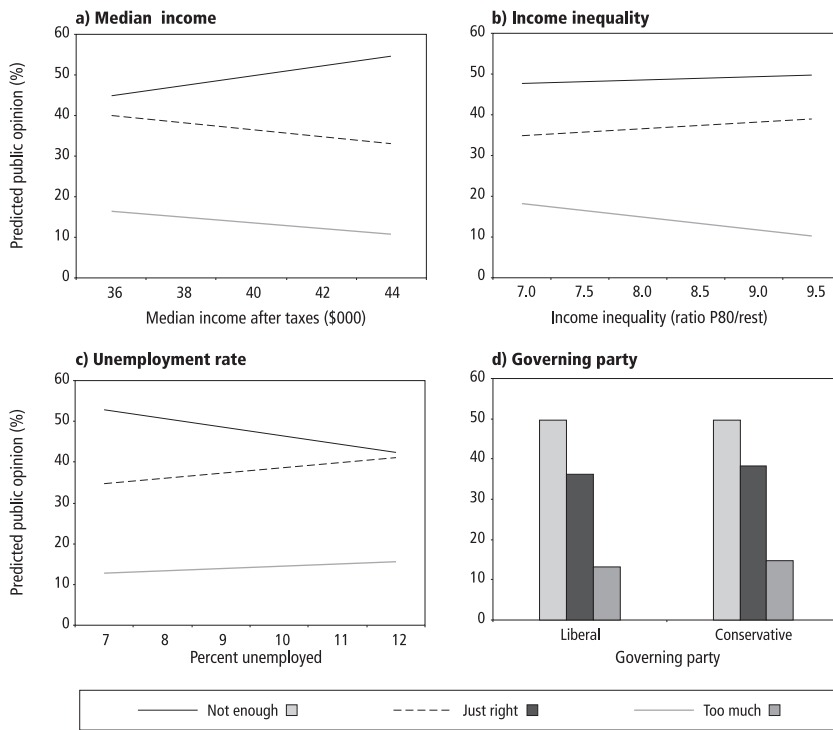 a) Median income
Predicted public opinion (%)
60
50
40
30
20
10
0
36 38 40 42 44
Median income after taxes ($000)
b) Income inequality
60
50
40
30
20
10
0
7.0 7.5 8.0 8.5 9.0 9.5
Income inequality (ratio P80/rest)
c) Unemployment rate
Predicted public opinion (%)
60
50
40
30
20
10
0
7 8 9 10 11 12
Percent unemployed
d) Governing party
60
50
40
30
20
10
0
Liberal Conservative
Governing party
Not enough Just right Too much